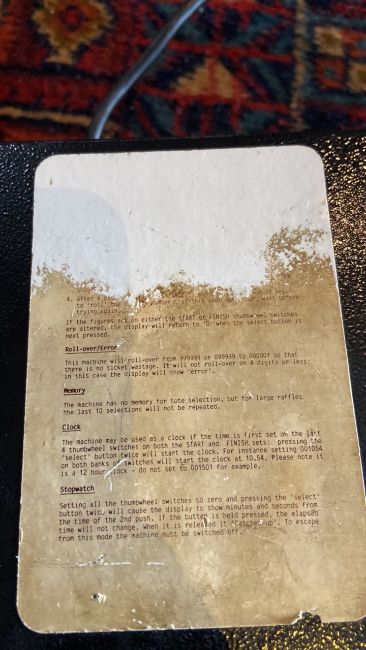 4. After a
to 'roll'
trying again.
If the figures set on either the START or FINISH thumbwheel switches
are altered, the display will return to '0' when the select button is
next pressed.
Roll-over/Error
This machine will roll-over from 999999 or 099999 to 000001 so that
there is no ticket wastage. It will not roll-over on 4 digits or less:
in this case the display will show 'error'.
Memory
The machine has no memory for tote selection, but for large raffles
the last 10 selections will not be repeated.
Clock
The machine may be used as a clock if the time is first set on the last
4 thumbwheel switches on both the START and FINISH sets: pressing the
'select' button twice will start the clock. For instance setting 001054
on both banks of switches will start the clock at 10.54. Please note it
is a 12 hour clock - do not set to 001501 for example.
Stopwatch
Setting all the thumbwheel switches to zero and pressing the 'select'
button twice will cause the display to show minutes and seconds from
the time of the 2nd push. If the button is held pressed, the elapsed
time will not change, when it is released it 'catches up'. To escape
from this mode the machine must be switched off.